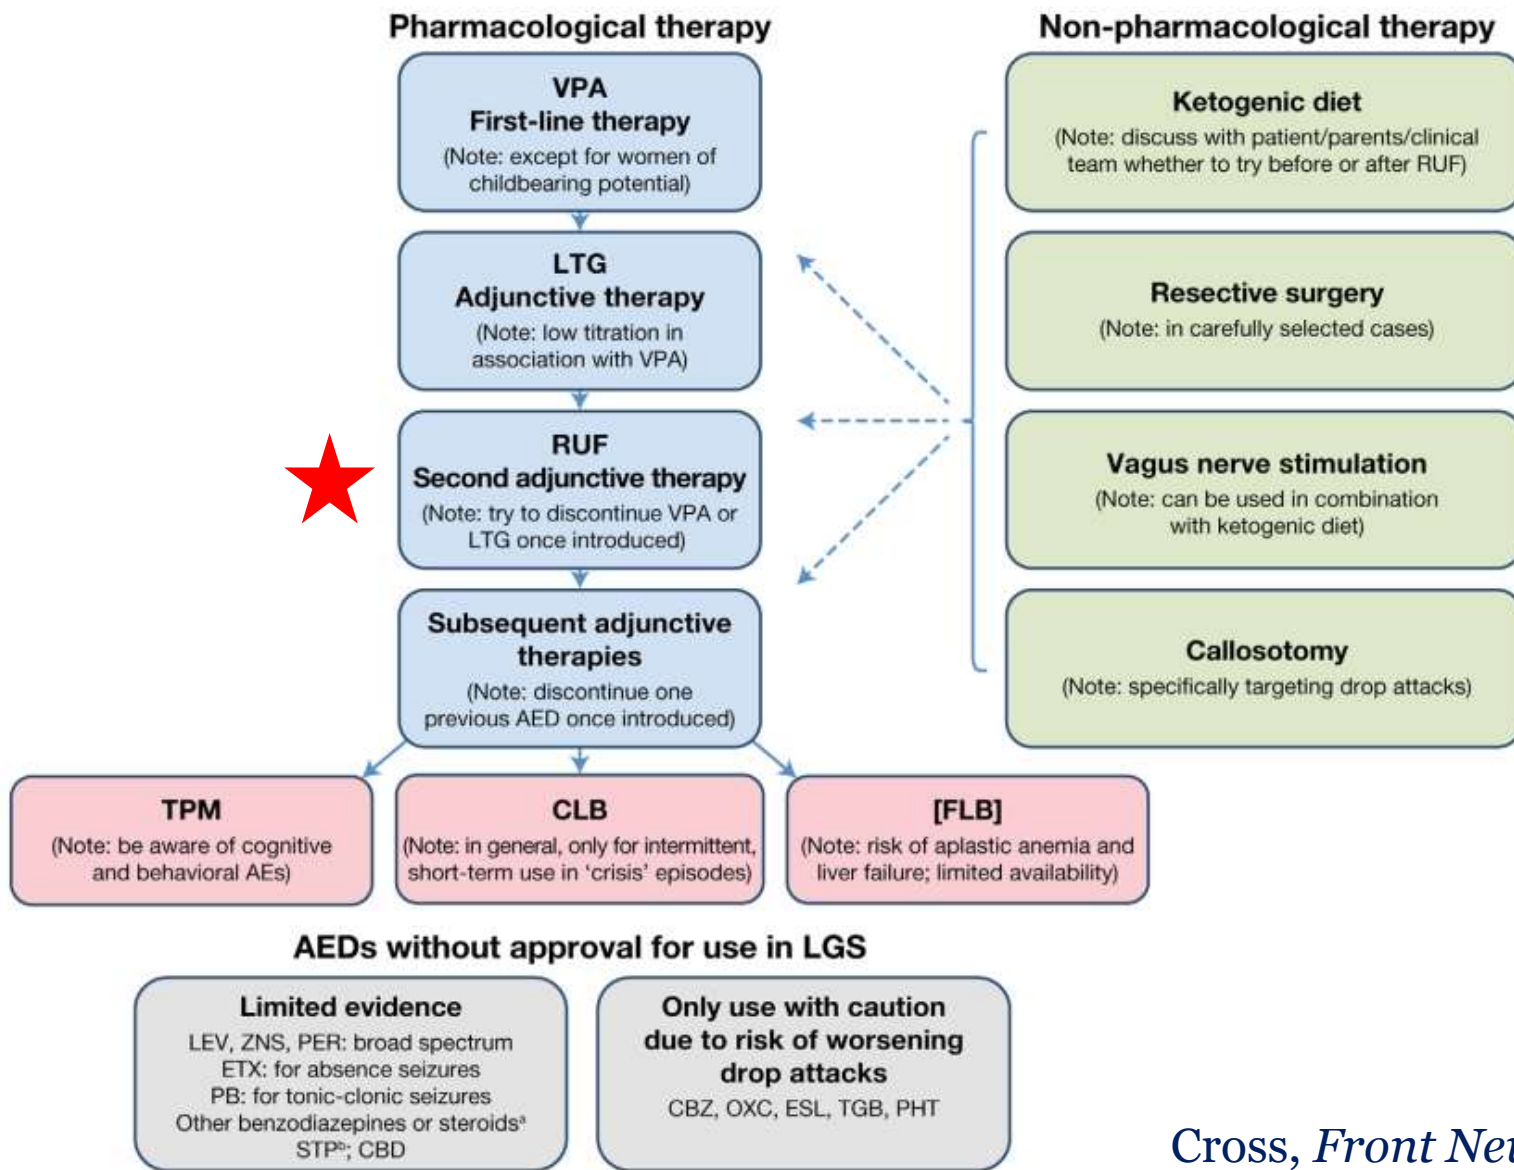 Pharmacological therapy
VPA
First-line therapy
(Note: except for women of
childbearing potential)
LTG
Adjunctive therapy
(Note: low titration in
association with VPA)
RUF
Second adjunctive therapy
(Note: try to discontinue VPA or
LTG once introduced)
Subsequent adjunctive
therapies
(Note: discontinue one
previous AED once introduced)
TPM
(Note: be aware of cognitive
and behavioral AEs)
CLB
(Note: in general, only for intermittent,
short-term use in ‘crisis’ episodes)
[FLB]
(Note: risk of aplastic anemia and
liver failure; limited availability)
Non-pharmacological therapy
Ketogenic diet
(Note: discuss with patient/parents/clinical
team whether to try before or after RUF)
Resective surgery
(Note: in carefully selected cases)
Vagus nerve stimulation
(Note: can be used in combination
with ketogenic diet)
Callosotomy
(Note: specifically targeting drop attacks)
AEDs without approval for use in LGS
Limited evidence
LEV, ZNS, PER: broad spectrum
ETX: for absence seizures
PB: for tonic-clonic seizures
Other benzodiazepines or steroidsᵃ
STPᵇ; CBD
Only use with caution
due to risk of worsening
drop attacks
CBZ, OXC, ESL, TGB, PHT
Cross, Front